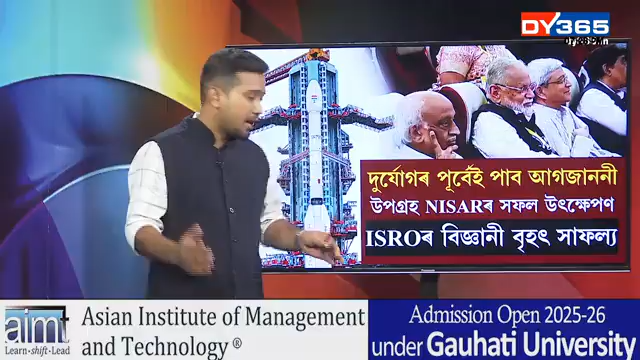 DY365
দুৰ্যোগৰ পূৰ্বেই পাব আগজাননী
উপগ্ৰহ NISARৰ সফল উৎক্ষেপণ
ISROৰ বিজ্ঞানী বৃহৎ সাফল্য
aimt
Learn-shift-Lead
Asian Institute of Management
and Technology ®
Admission Open 2025-26
under Gauhati University